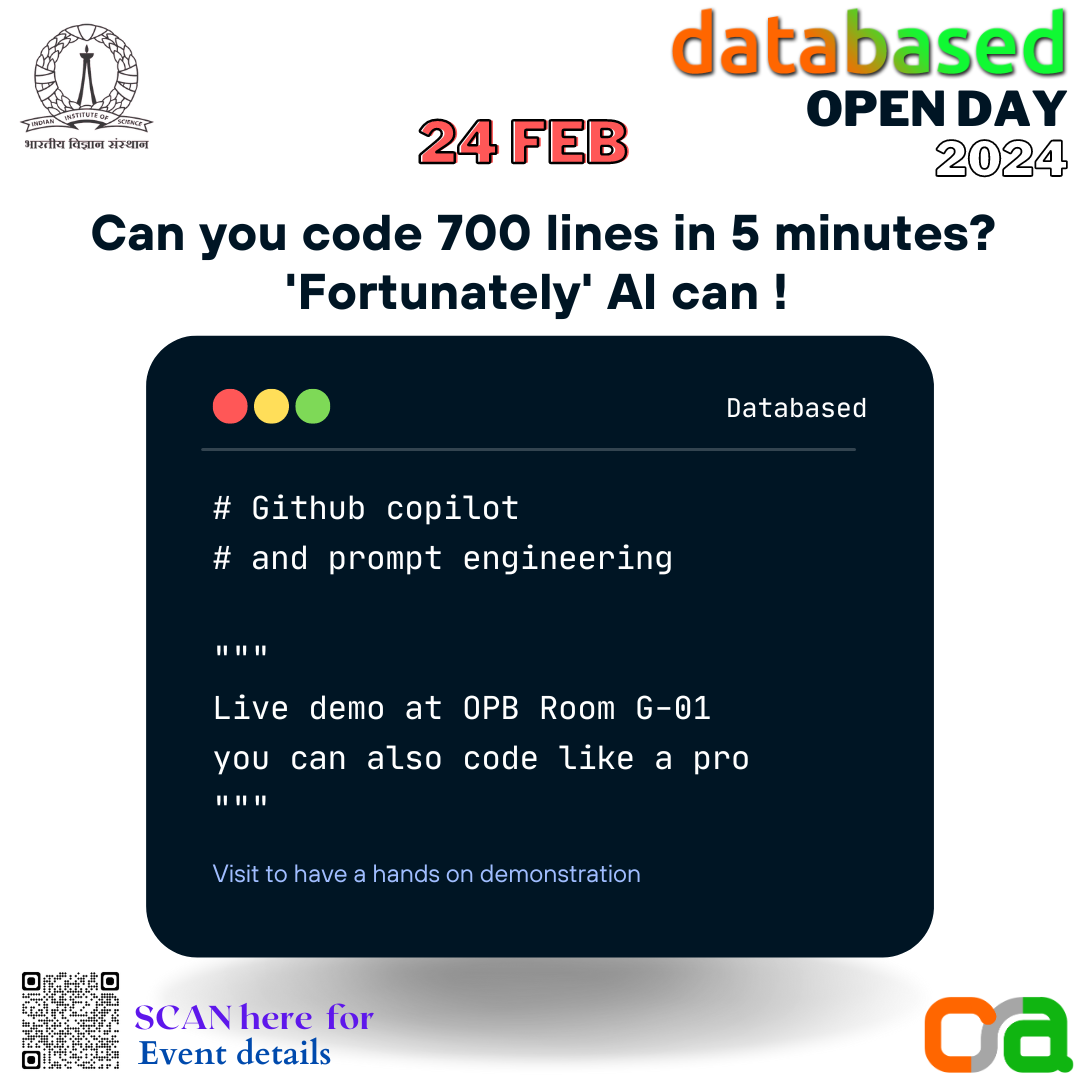 databased
OPEN DAY
2024
INDIAN INSTITUTE OF SCIENCE
भारतीय विज्ञान संस्थान
24 FEB
Can you code 700 lines in 5 minutes?
'Fortunately' AI can !
Databased
# Github copilot
# and prompt engineering
"""
Live demo at OPB Room G-01
you can also code like a pro
"""
Visit to have a hands on demonstration
SCAN here for
Event details